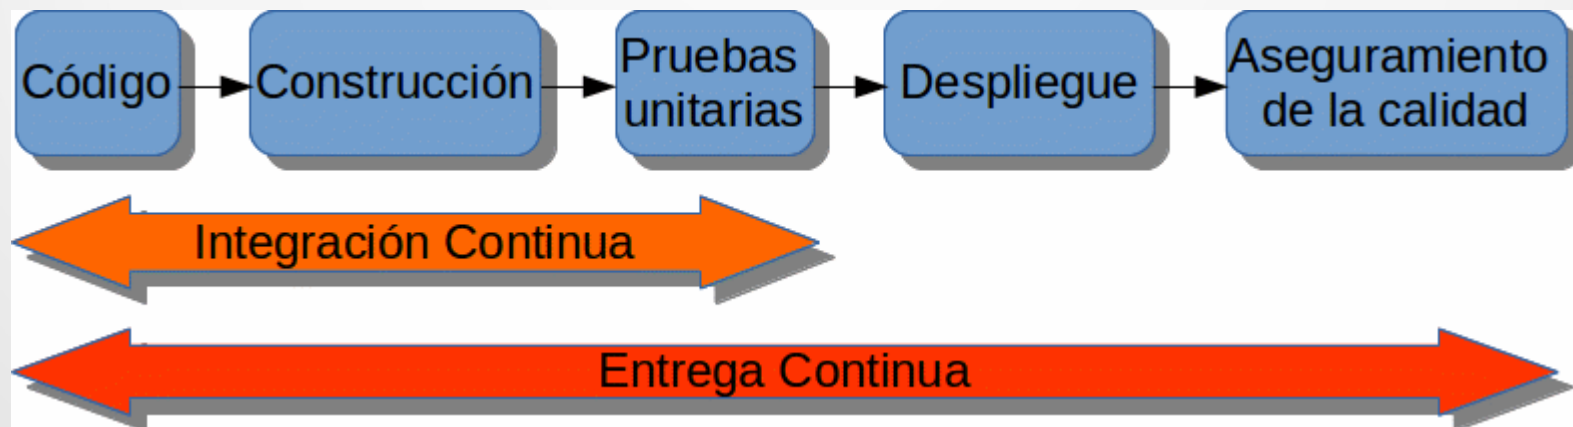 Código
Construcción
Pruebas
unitarias
Despliegue
Aseguramiento
de la calidad
Integración Continua
Entrega Continua